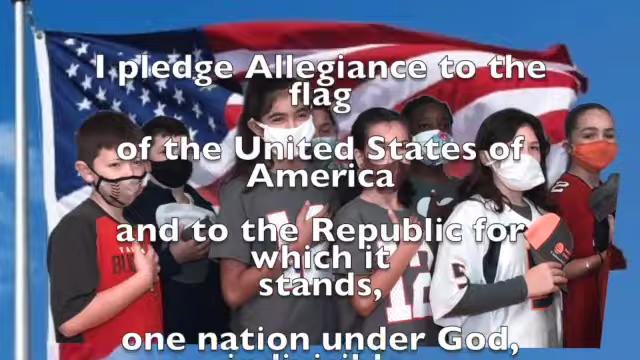 I pledge Allegiance to the
flag
of the United States of
America
and to the Republic for
which it
stands,
one nation under God,